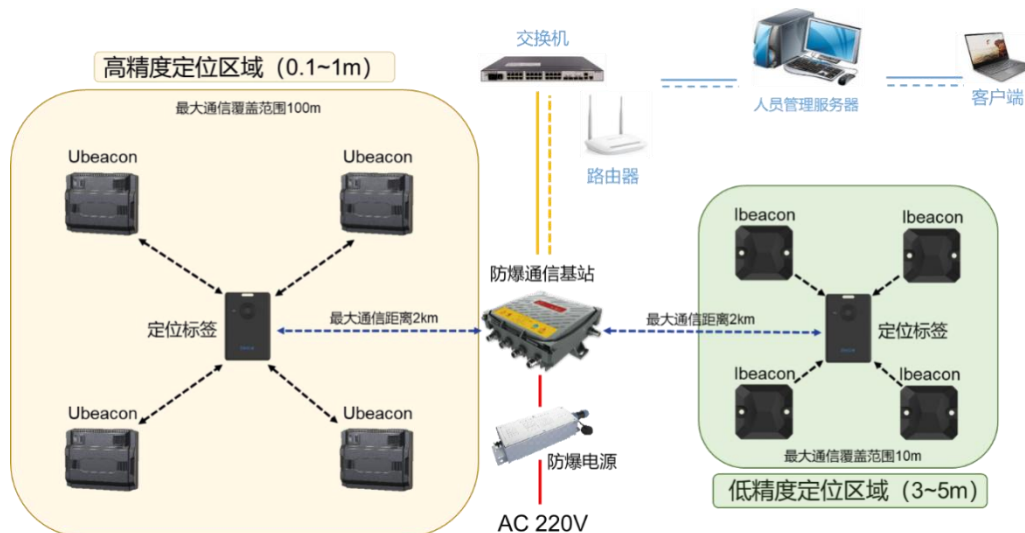 高精度定位区域（0.1~1m）
最大通信覆盖范围100m
Ubeacon
Ubeacon
定位标签
Ubeacon
Ubeacon
交换机
路由器
人员管理服务器
客户端
防爆通信基站
最大通信距离2km
最大通信距离2km
防爆电源
AC 220V
Ibeacon
Ibeacon
定位标签
Ibeacon
Ibeacon
最大通信覆盖范围10m
低精度定位区域（3~5m）